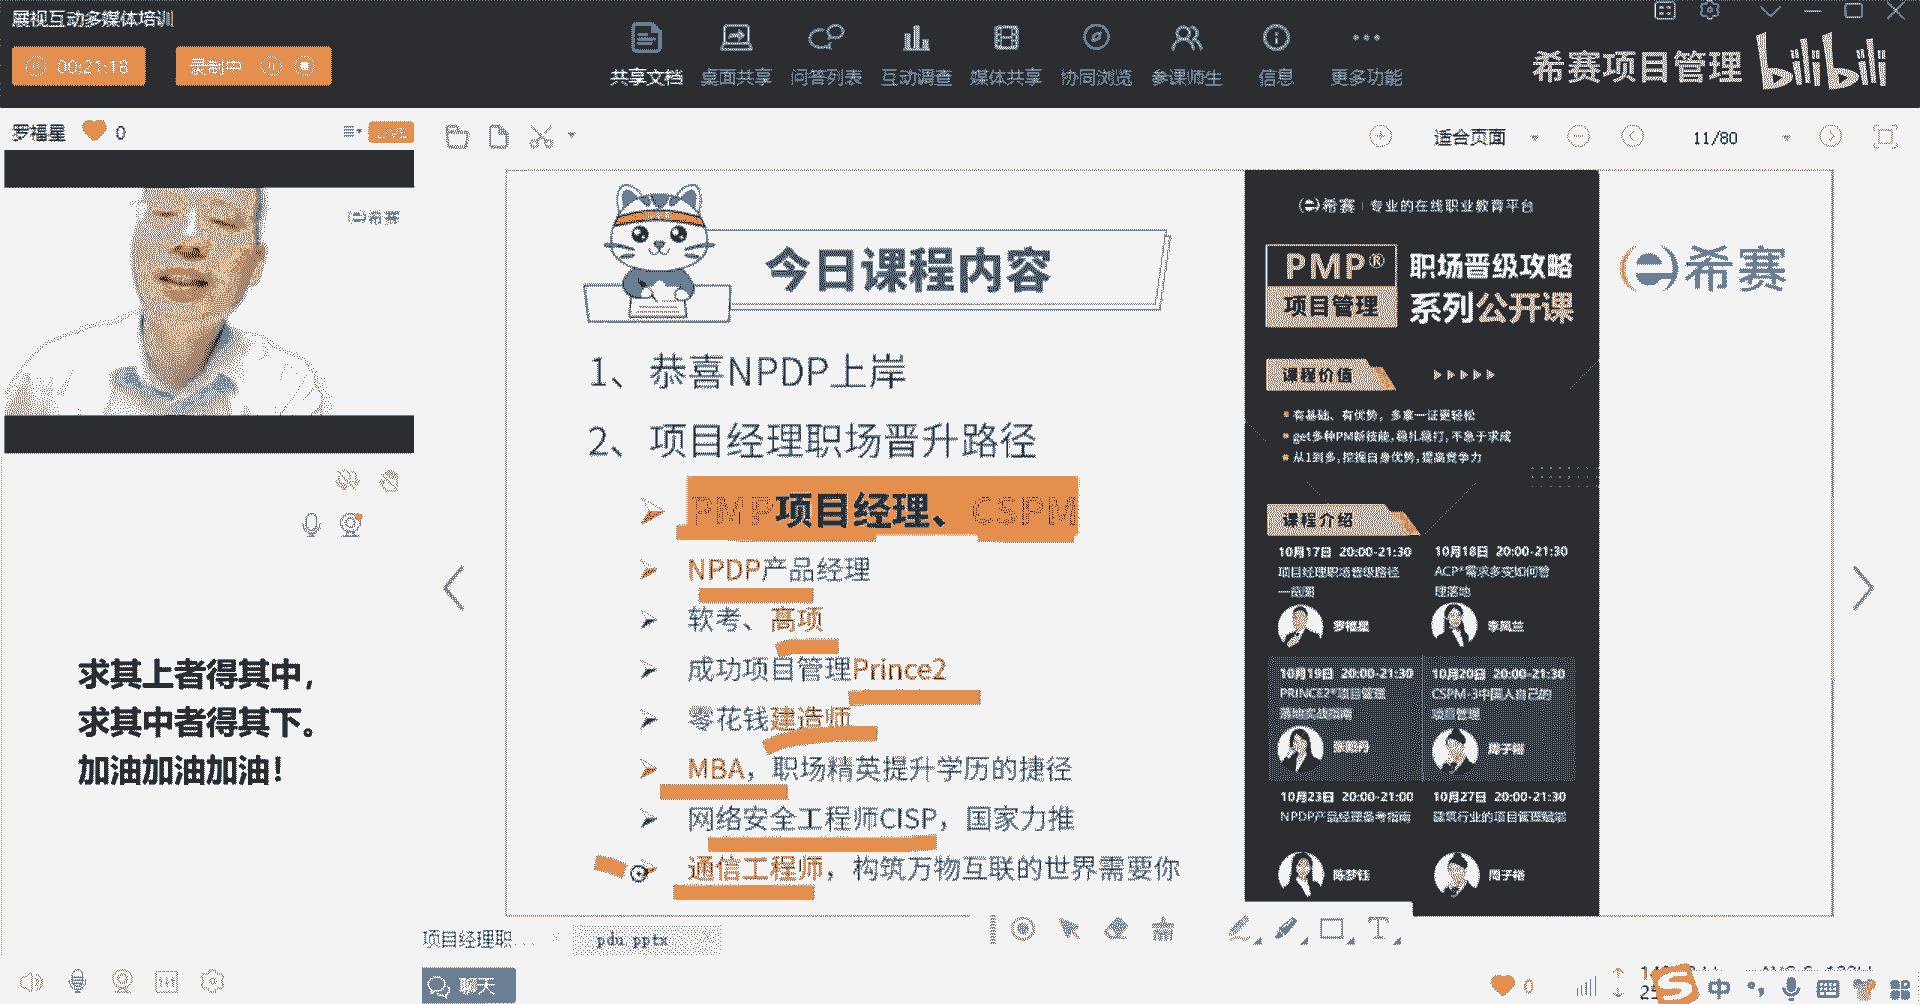 展视互动多媒体培训
00:21:18
录制中
共享文档
桌面共享
问答列表
互动调查
媒体共享
协同浏览
参课师生
信息
更多功能
希赛项目管理
bilibili
罗福星
0
LIVE
适合页面
11/80
希赛
今日课程内容
1、恭喜NPDP上岸
2、项目经理职场晋升路径
PMP项目经理、CSPM
NPDP产品经理
软考、高项
成功项目管理Prince2
零花钱建造师
MBA，职场精英提升学历的捷径
网络安全工程师CISP，国家力推
通信工程师，构筑万物互联的世界需要你
希赛 | 专业的在线职业教育平台
PMP®
项目管理
职场晋级攻略
系列公开课
课程价值
有基础、有优势，多拿一证更轻松
get多种PM新技能,稳扎稳打,不急于求成
从1到多,挖掘自身优势,提高竞争力
课程介绍
10月17日 20:00-21:30
项目经理职场晋级路径
一览图
罗福星
10月18日 20:00-21:30
ACP®需求多变如何管
理落地
李凤兰
10月19日 20:00-21:30
PRINCE2®项目管理
落地实战指南
10月20日 20:00-21:30
CSPM-3中国人自己的
项目管理
周子裕
10月23日 20:00-21:00
NPDP产品经理备考指南
陈梦钰
10月27日 20:00-21:30
建筑行业的项目管理赋能
周子裕
希赛
求其上者得其中，
求其中者得其下。
加油加油加油！
项目经理职...
pdu pptx
聊天
0
中